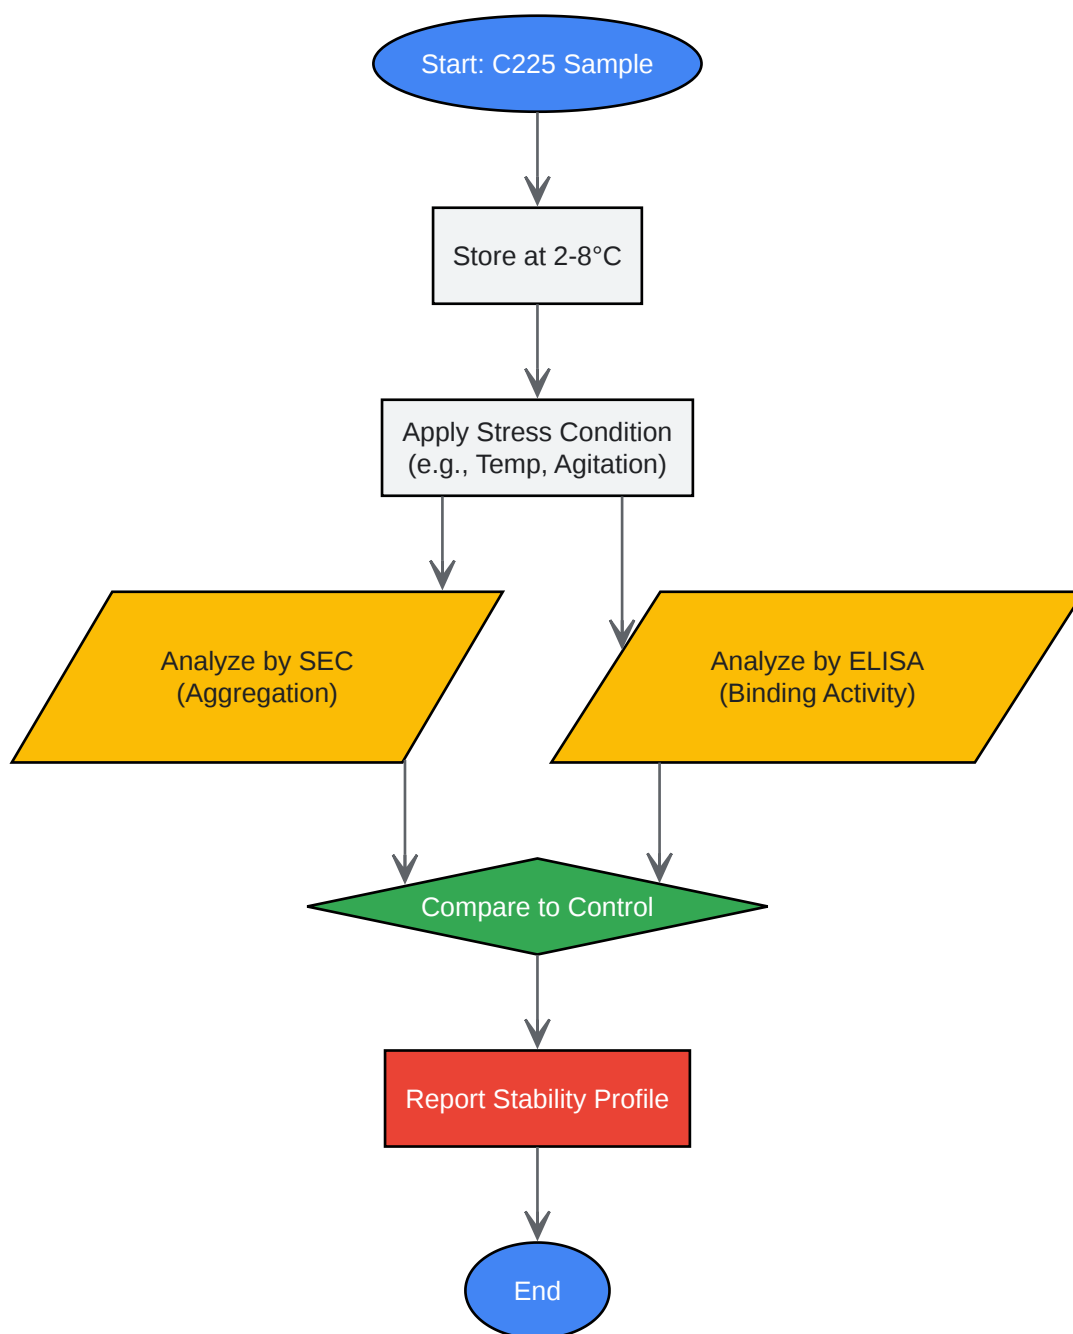 Start: C225 Sample
Store at 2-8°C
Apply Stress Condition
(e.g., Temp, Agitation)
Analyze by SEC
(Aggregation)
Analyze by ELISA
(Binding Activity)
Compare to Control
Report Stability Profile
End